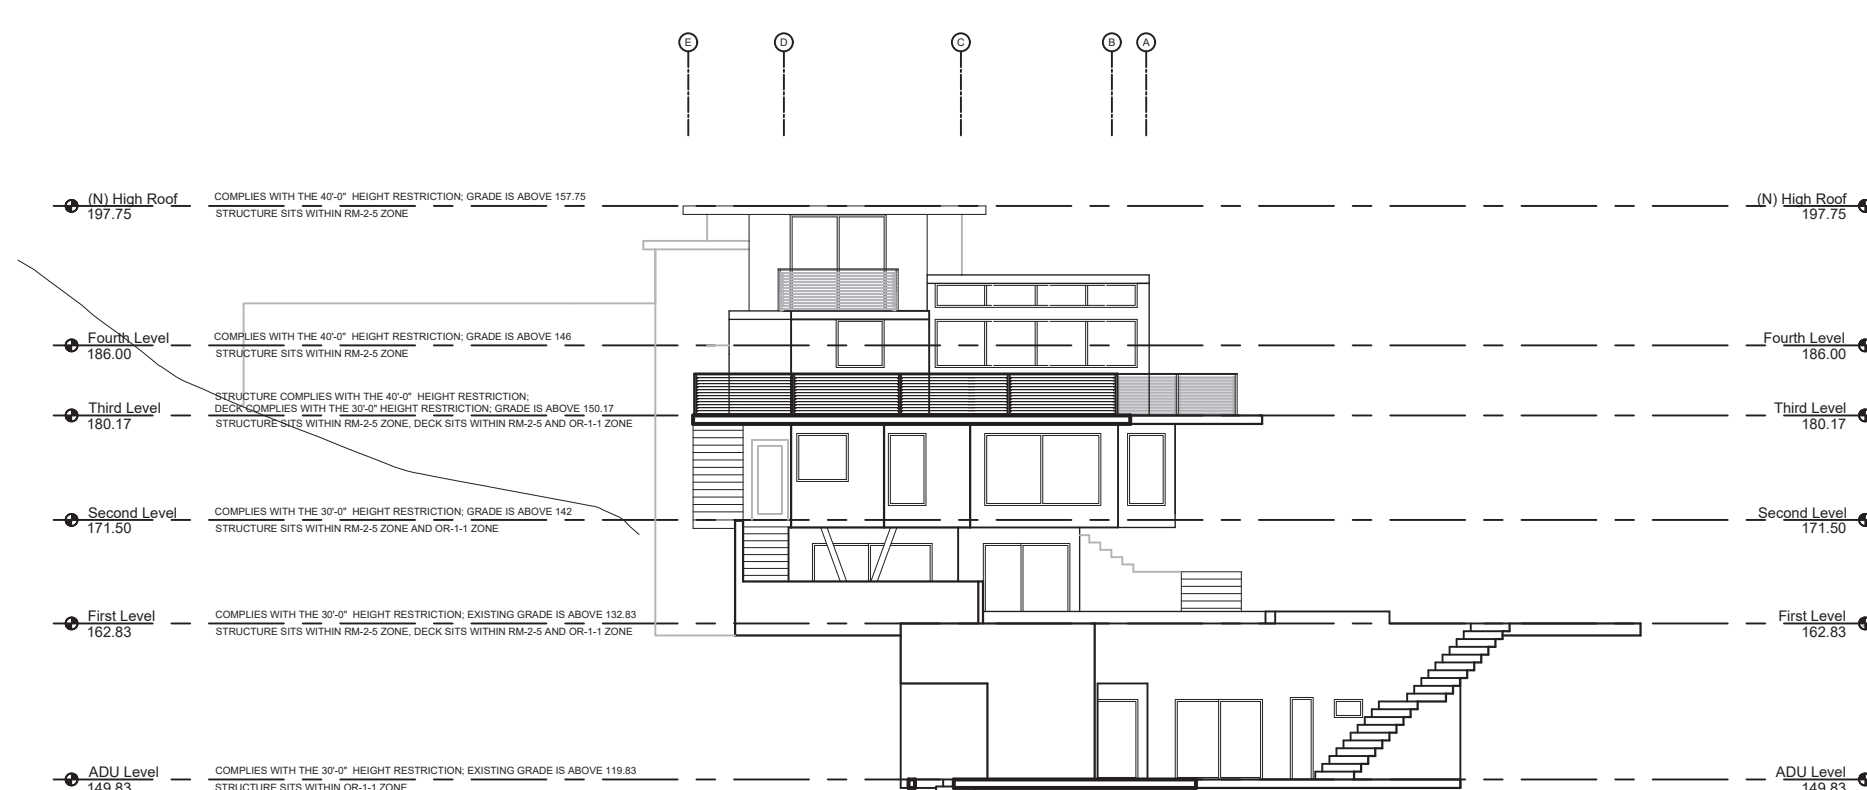 E D C B A
(N) High Roof
197.75
COMPLIES WITH THE 40'-0" HEIGHT RESTRICTION; GRADE IS ABOVE 157.75
STRUCTURE SITS WITHIN RM-2-5 ZONE
(N) High Roof
197.75
Fourth Level
186.00
COMPLIES WITH THE 40'-0" HEIGHT RESTRICTION; GRADE IS ABOVE 146
STRUCTURE SITS WITHIN RM-2-5 ZONE
Fourth Level
186.00
Third Level
180.17
STRUCTURE COMPLIES WITH THE 40'-0" HEIGHT RESTRICTION;
DECK COMPLIES WITH THE 30'-0" HEIGHT RESTRICTION; GRADE IS ABOVE 150.17
STRUCTURE SITS WITHIN RM-2-5 ZONE, DECK SITS WITHIN RM-2-5 AND OR-1-1 ZONE
Third Level
180.17
Second Level
171.50
COMPLIES WITH THE 30'-0" HEIGHT RESTRICTION; GRADE IS ABOVE 142
STRUCTURE SITS WITHIN RM-2-5 ZONE AND OR-1-1 ZONE
Second Level
171.50
First Level
162.83
COMPLIES WITH THE 30'-0" HEIGHT RESTRICTION; EXISTING GRADE IS ABOVE 132.83
STRUCTURE SITS WITHIN RM-2-5 ZONE, DECK SITS WITHIN RM-2-5 AND OR-1-1 ZONE
First Level
162.83
ADU Level
149.83
COMPLIES WITH THE 30'-0" HEIGHT RESTRICTION; EXISTING GRADE IS ABOVE 119.83
STRUCTURE SITS WITHIN OR-1-1 ZONE
ADU Level
149.83